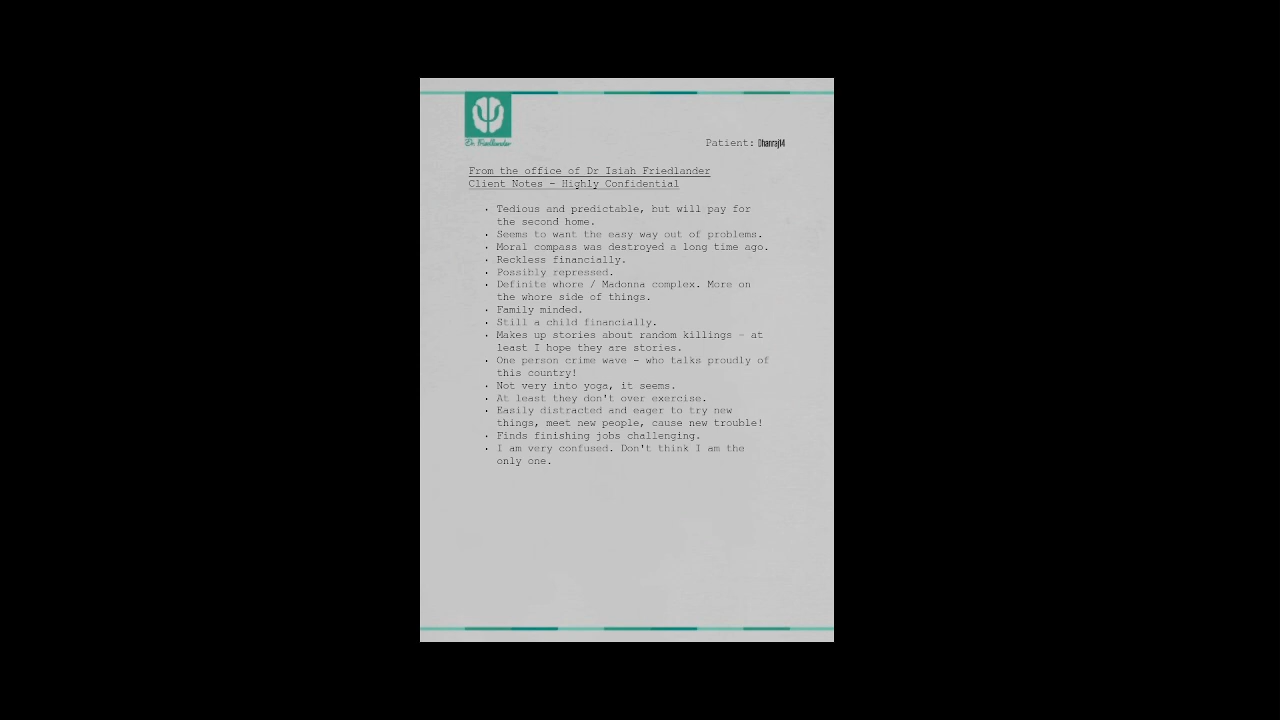 Dr. Friedlander
Patient: Dhanraj14
From the office of Dr Isiah Friedlander
Client Notes - Highly Confidential
· Tedious and predictable, but will pay for
the second home.
· Seems to want the easy way out of problems.
· Moral compass was destroyed a long time ago.
· Reckless financially.
· Possibly repressed.
· Definite whore / Madonna complex. More on
the whore side of things.
· Family minded.
· Still a child financially.
· Makes up stories about random killings - at
least I hope they are stories.
· One person crime wave - who talks proudly of
this country!
· Not very into yoga, it seems.
· At least they don't over exercise.
· Easily distracted and eager to try new
things, meet new people, cause new trouble!
· Finds finishing jobs challenging.
· I am very confused. Don't think I am the
only one.